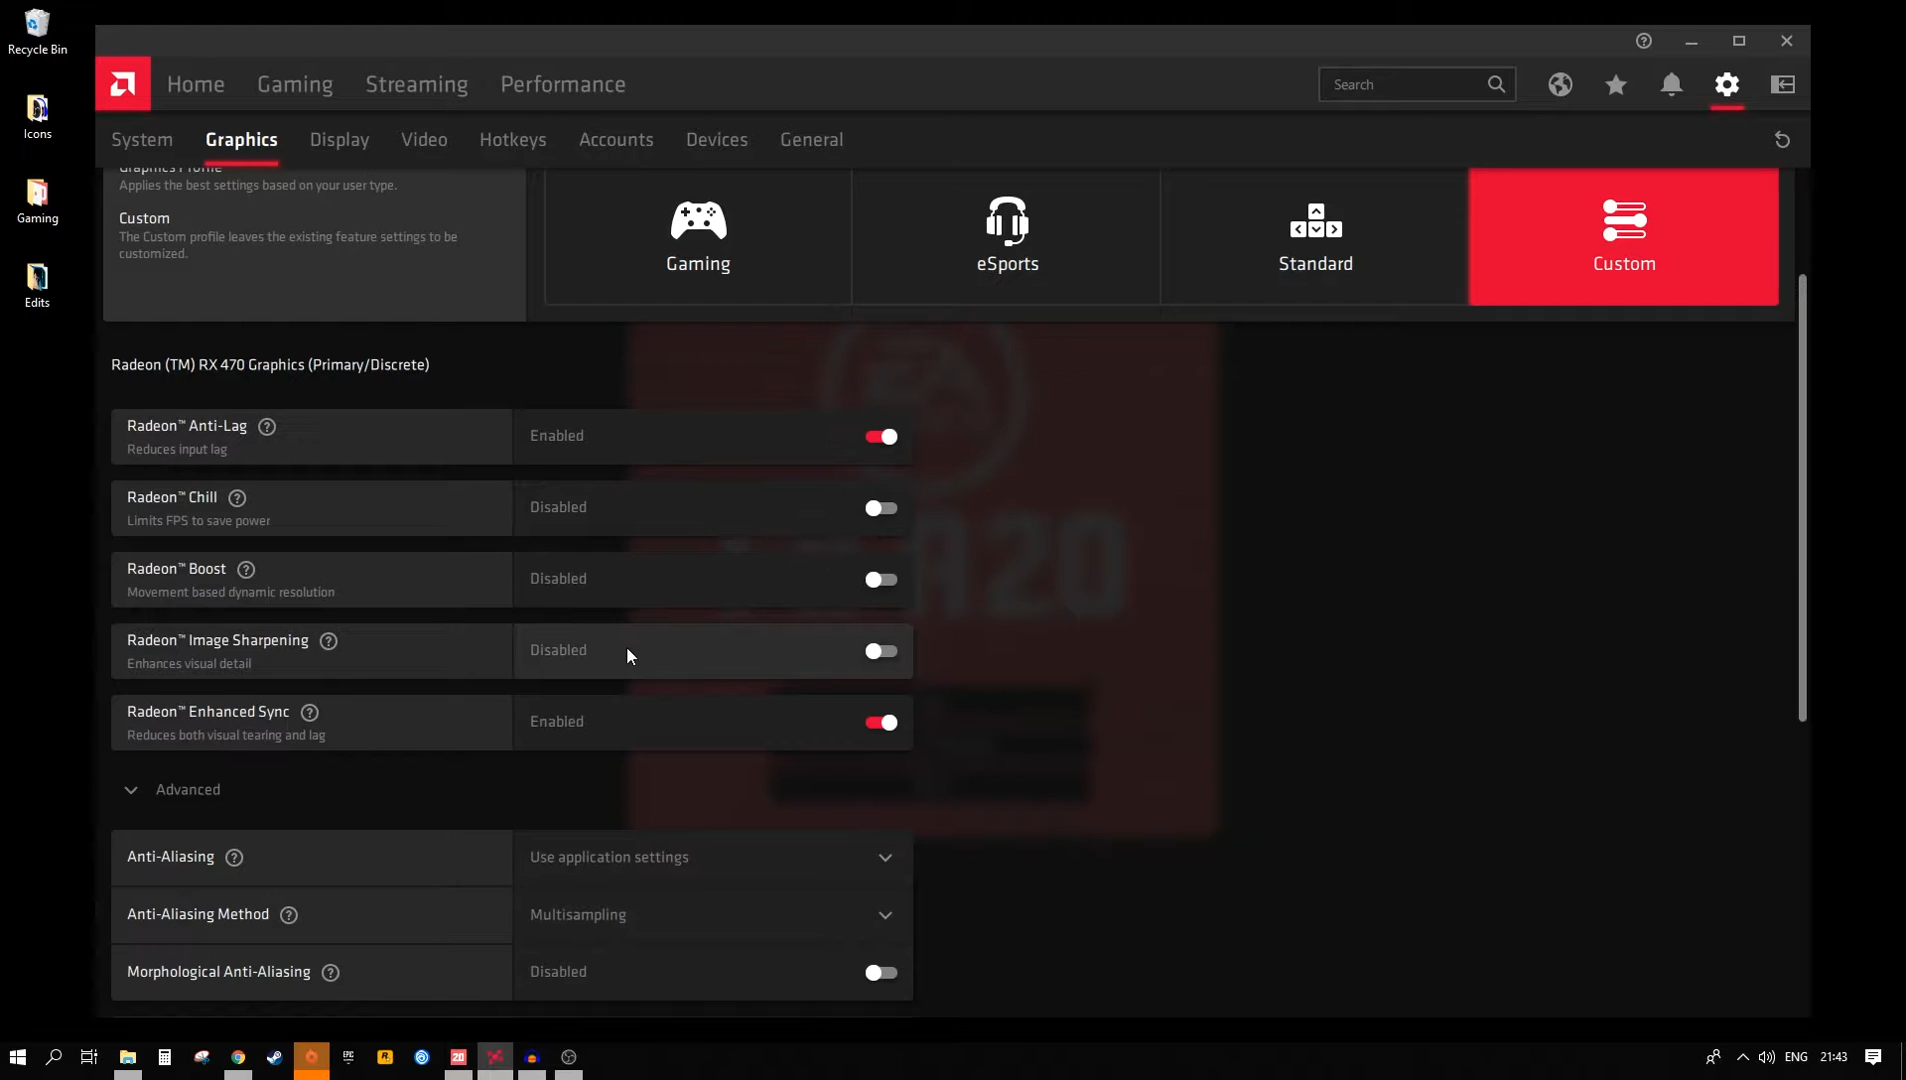 Recycle Bin
Icons
Gaming
Edits
Home Gaming Streaming Performance
Search
System Graphics Display Video Hotkeys Accounts Devices General
Graphics Profile
Applies the best settings based on your user type.
Custom
The Custom profile leaves the existing feature settings to be
customized.
Gaming
eSports
Standard
Custom
Radeon (TM) RX 470 Graphics (Primary/Discrete)
Radeon™ Anti-Lag
Reduces input lag
Enabled
Radeon™ Chill
Limits FPS to save power
Disabled
Radeon™ Boost
Movement based dynamic resolution
Disabled
Radeon™ Image Sharpening
Enhances visual detail
Disabled
Radeon™ Enhanced Sync
Reduces both visual tearing and lag
Enabled
Advanced
Anti-Aliasing
Use application settings
Anti-Aliasing Method
Multisampling
Morphological Anti-Aliasing
Disabled
EPIC
R
20
ENG
21:43